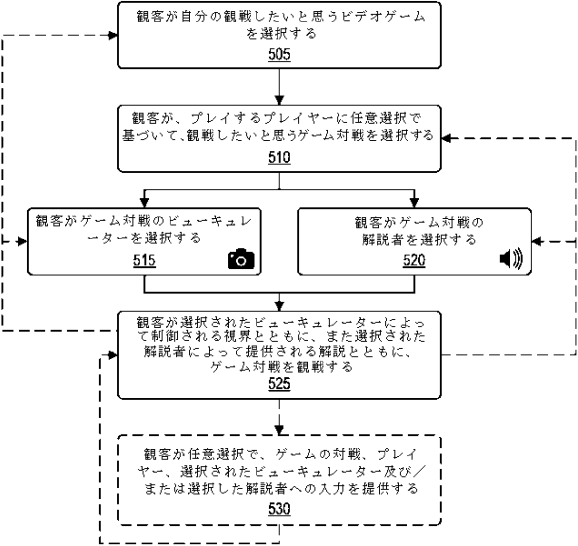 観客が自分の観戦したいと思うビデオゲーム
を選択する
505
観客が、プレイするプレイヤーに任意選択で
基づいて、観戦したいと思うゲーム対戦を選択する
510
観客がゲーム対戦のビューキュレ
ーターを選択する
515
観客がゲーム対戦の
解説者を選択する
520
観客が選択されたビューキュレーターによっ
て制御される視界とともに、また選択された
解説者によって提供される解説とともに、
ゲーム対戦を観戦する
525
観客が任意選択で、ゲームの対戦、プレイ
ヤー、選択されたビューキュレーター及び／
または選択した解説者への入力を提供する
530